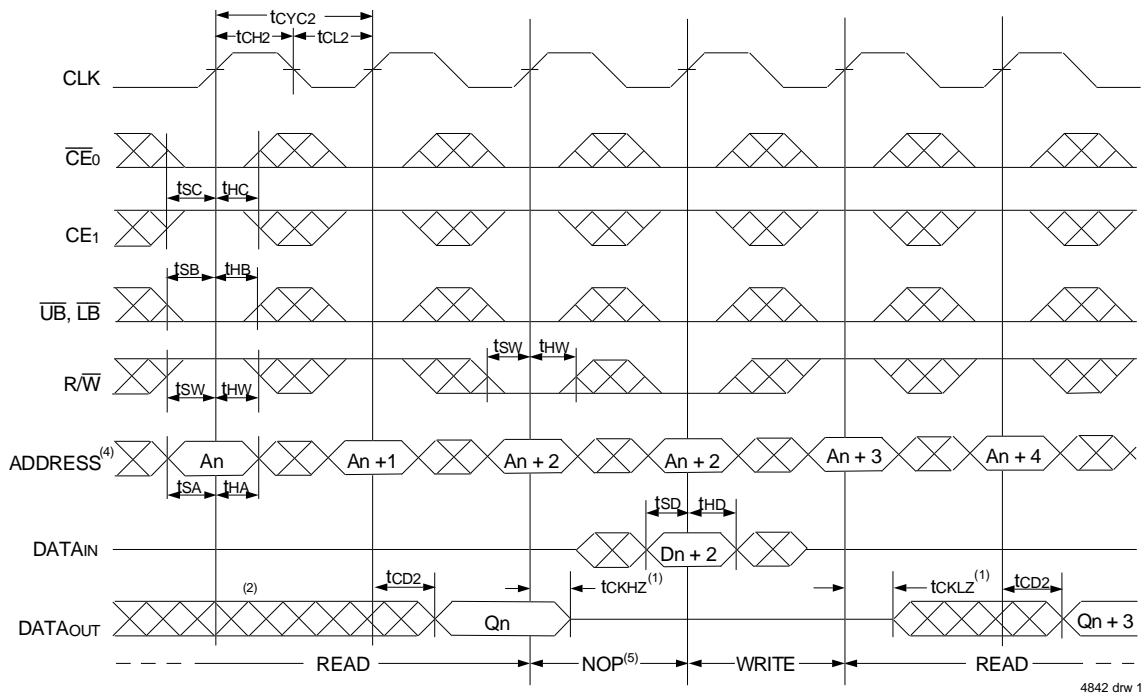 tCYC2
tCH2 tCL2
CLK
CE0
tSC tHC
CE1
tSB tHB
UB, LB
tSW tHW
R/W
tSW tHW
ADDRESS(4) An An +1 An + 2 An + 2 An + 3 An + 4
tSA tHA
tSD tHD
DATAIN Dn + 2
(2) tCD2 tCKHZ(1) tCKLZ(1) tCD2
DATAOUT Qn Qn + 3
READ NOP(5) WRITE READ
4842 drw 1